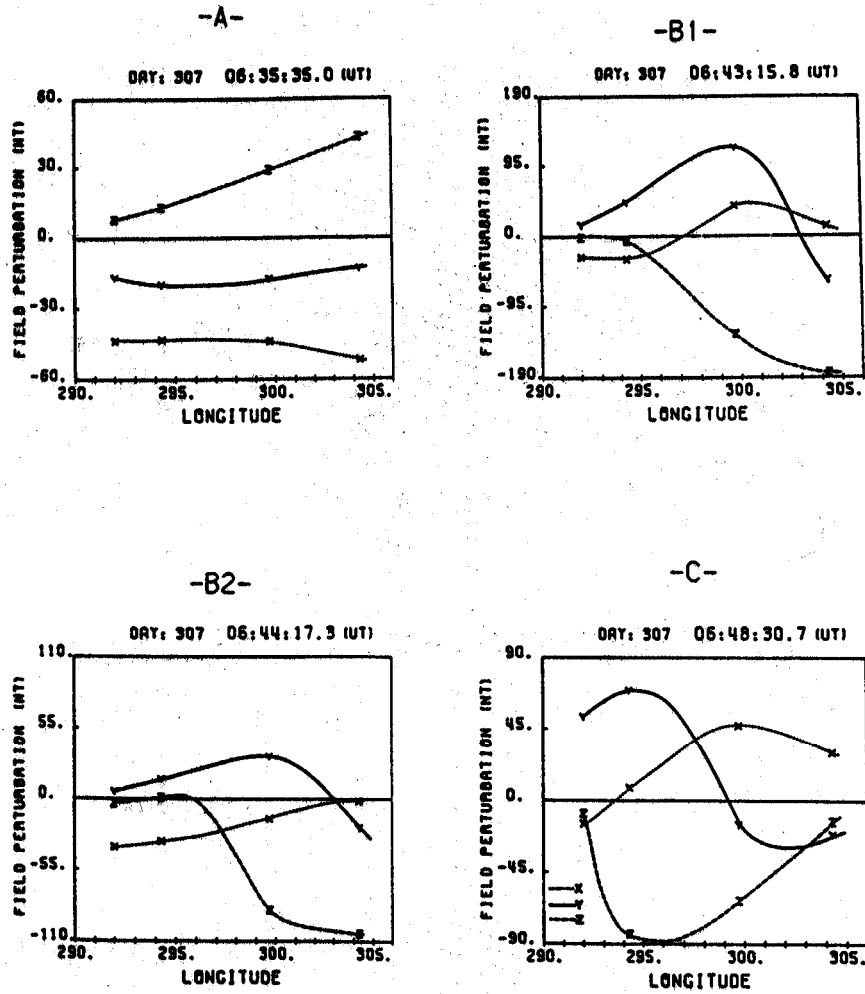 -A-
DAY: 307 06:35:35.0 (UT)
60.
30.
0.
-30.
-60.
FIELD PERTURBATION (NT)
290. 295. 300. 305.
LONGITUDE
-B1-
DAY: 307 06:43:15.8 (UT)
190
95.
0.
-95.
-190
FIELD PERTURBATION (NT)
290. 295. 300. 305.
LONGITUDE
-B2-
DAY: 307 06:44:17.3 (UT)
110
55.
0.
-55.
-110
FIELD PERTURBATION (NT)
290. 295. 300. 305.
LONGITUDE
-C-
DAY: 307 06:48:30.7 (UT)
90.
45.
0.
-45.
-90.
FIELD PERTURBATION (NT)
X
Y
Z
290. 295. 300. 305.
LONGITUDE